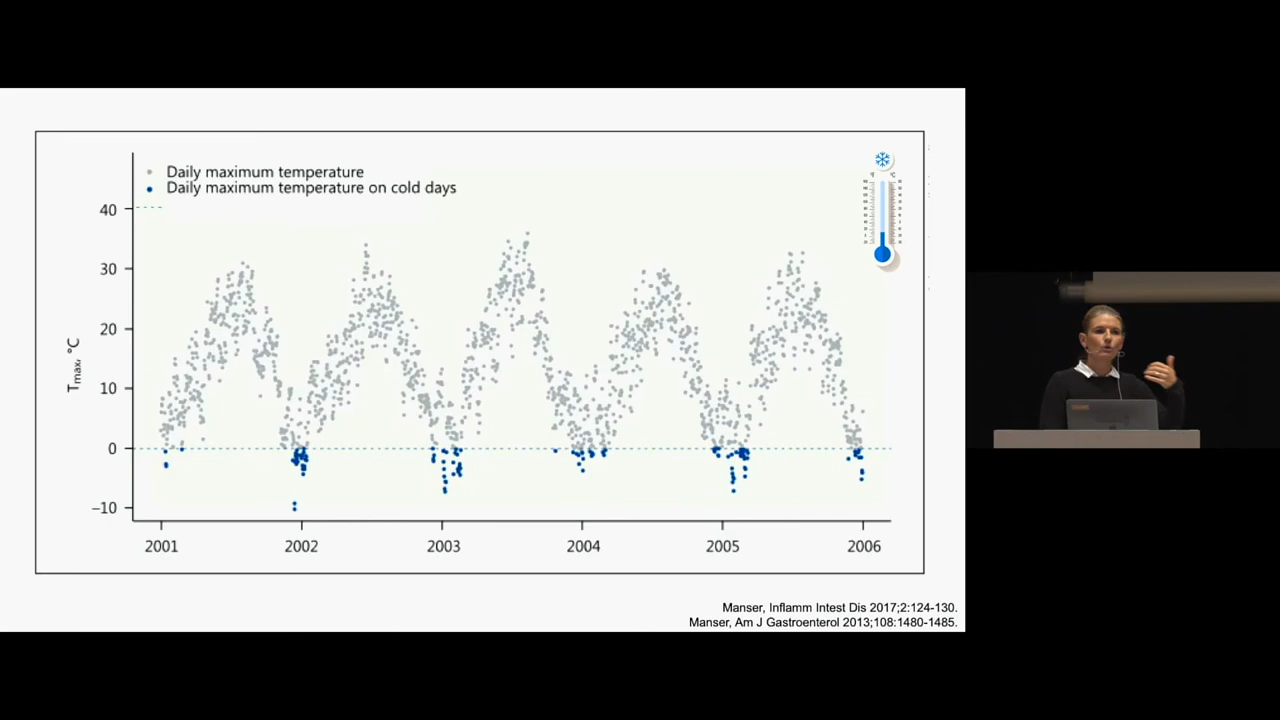 Daily maximum temperature
Daily maximum temperature on cold days
40
30
20
10
0
−10
Tmax, °C
2001
2002
2003
2004
2005
2006
°F °C
Manser, Inflamm Intest Dis 2017;2:124-130.
Manser, Am J Gastroenterol 2013;108:1480-1485.